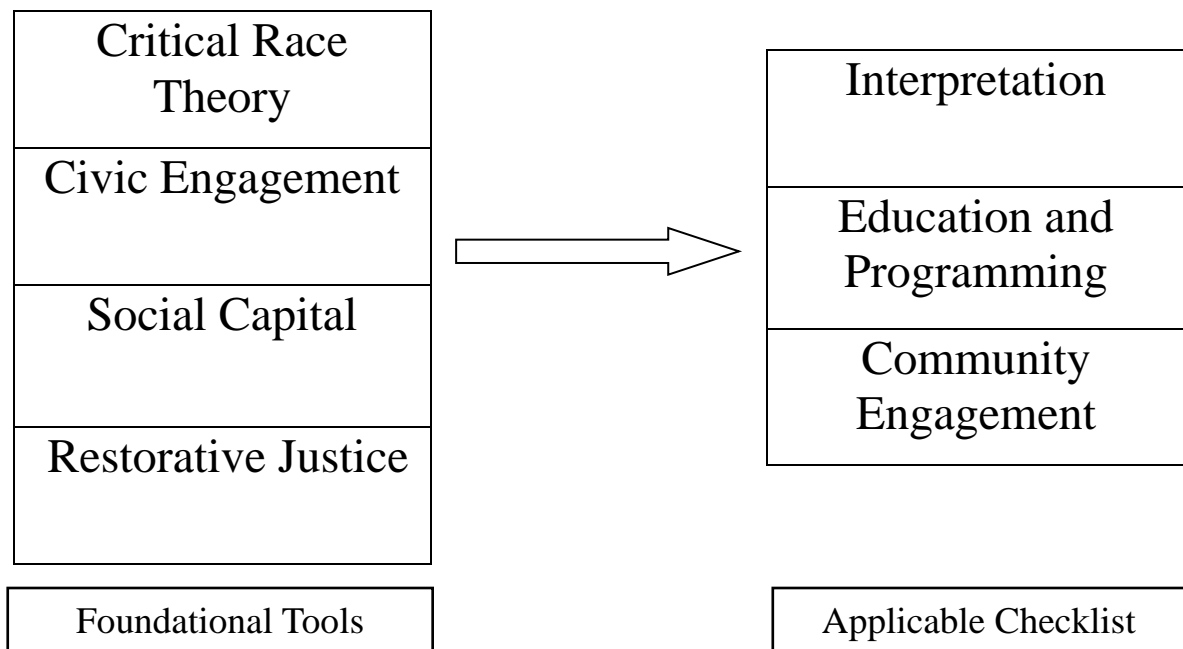 Critical Race
Theory
Civic Engagement
Social Capital
Restorative Justice
Foundational Tools
Interpretation
Education and
Programming
Community
Engagement
Applicable Checklist